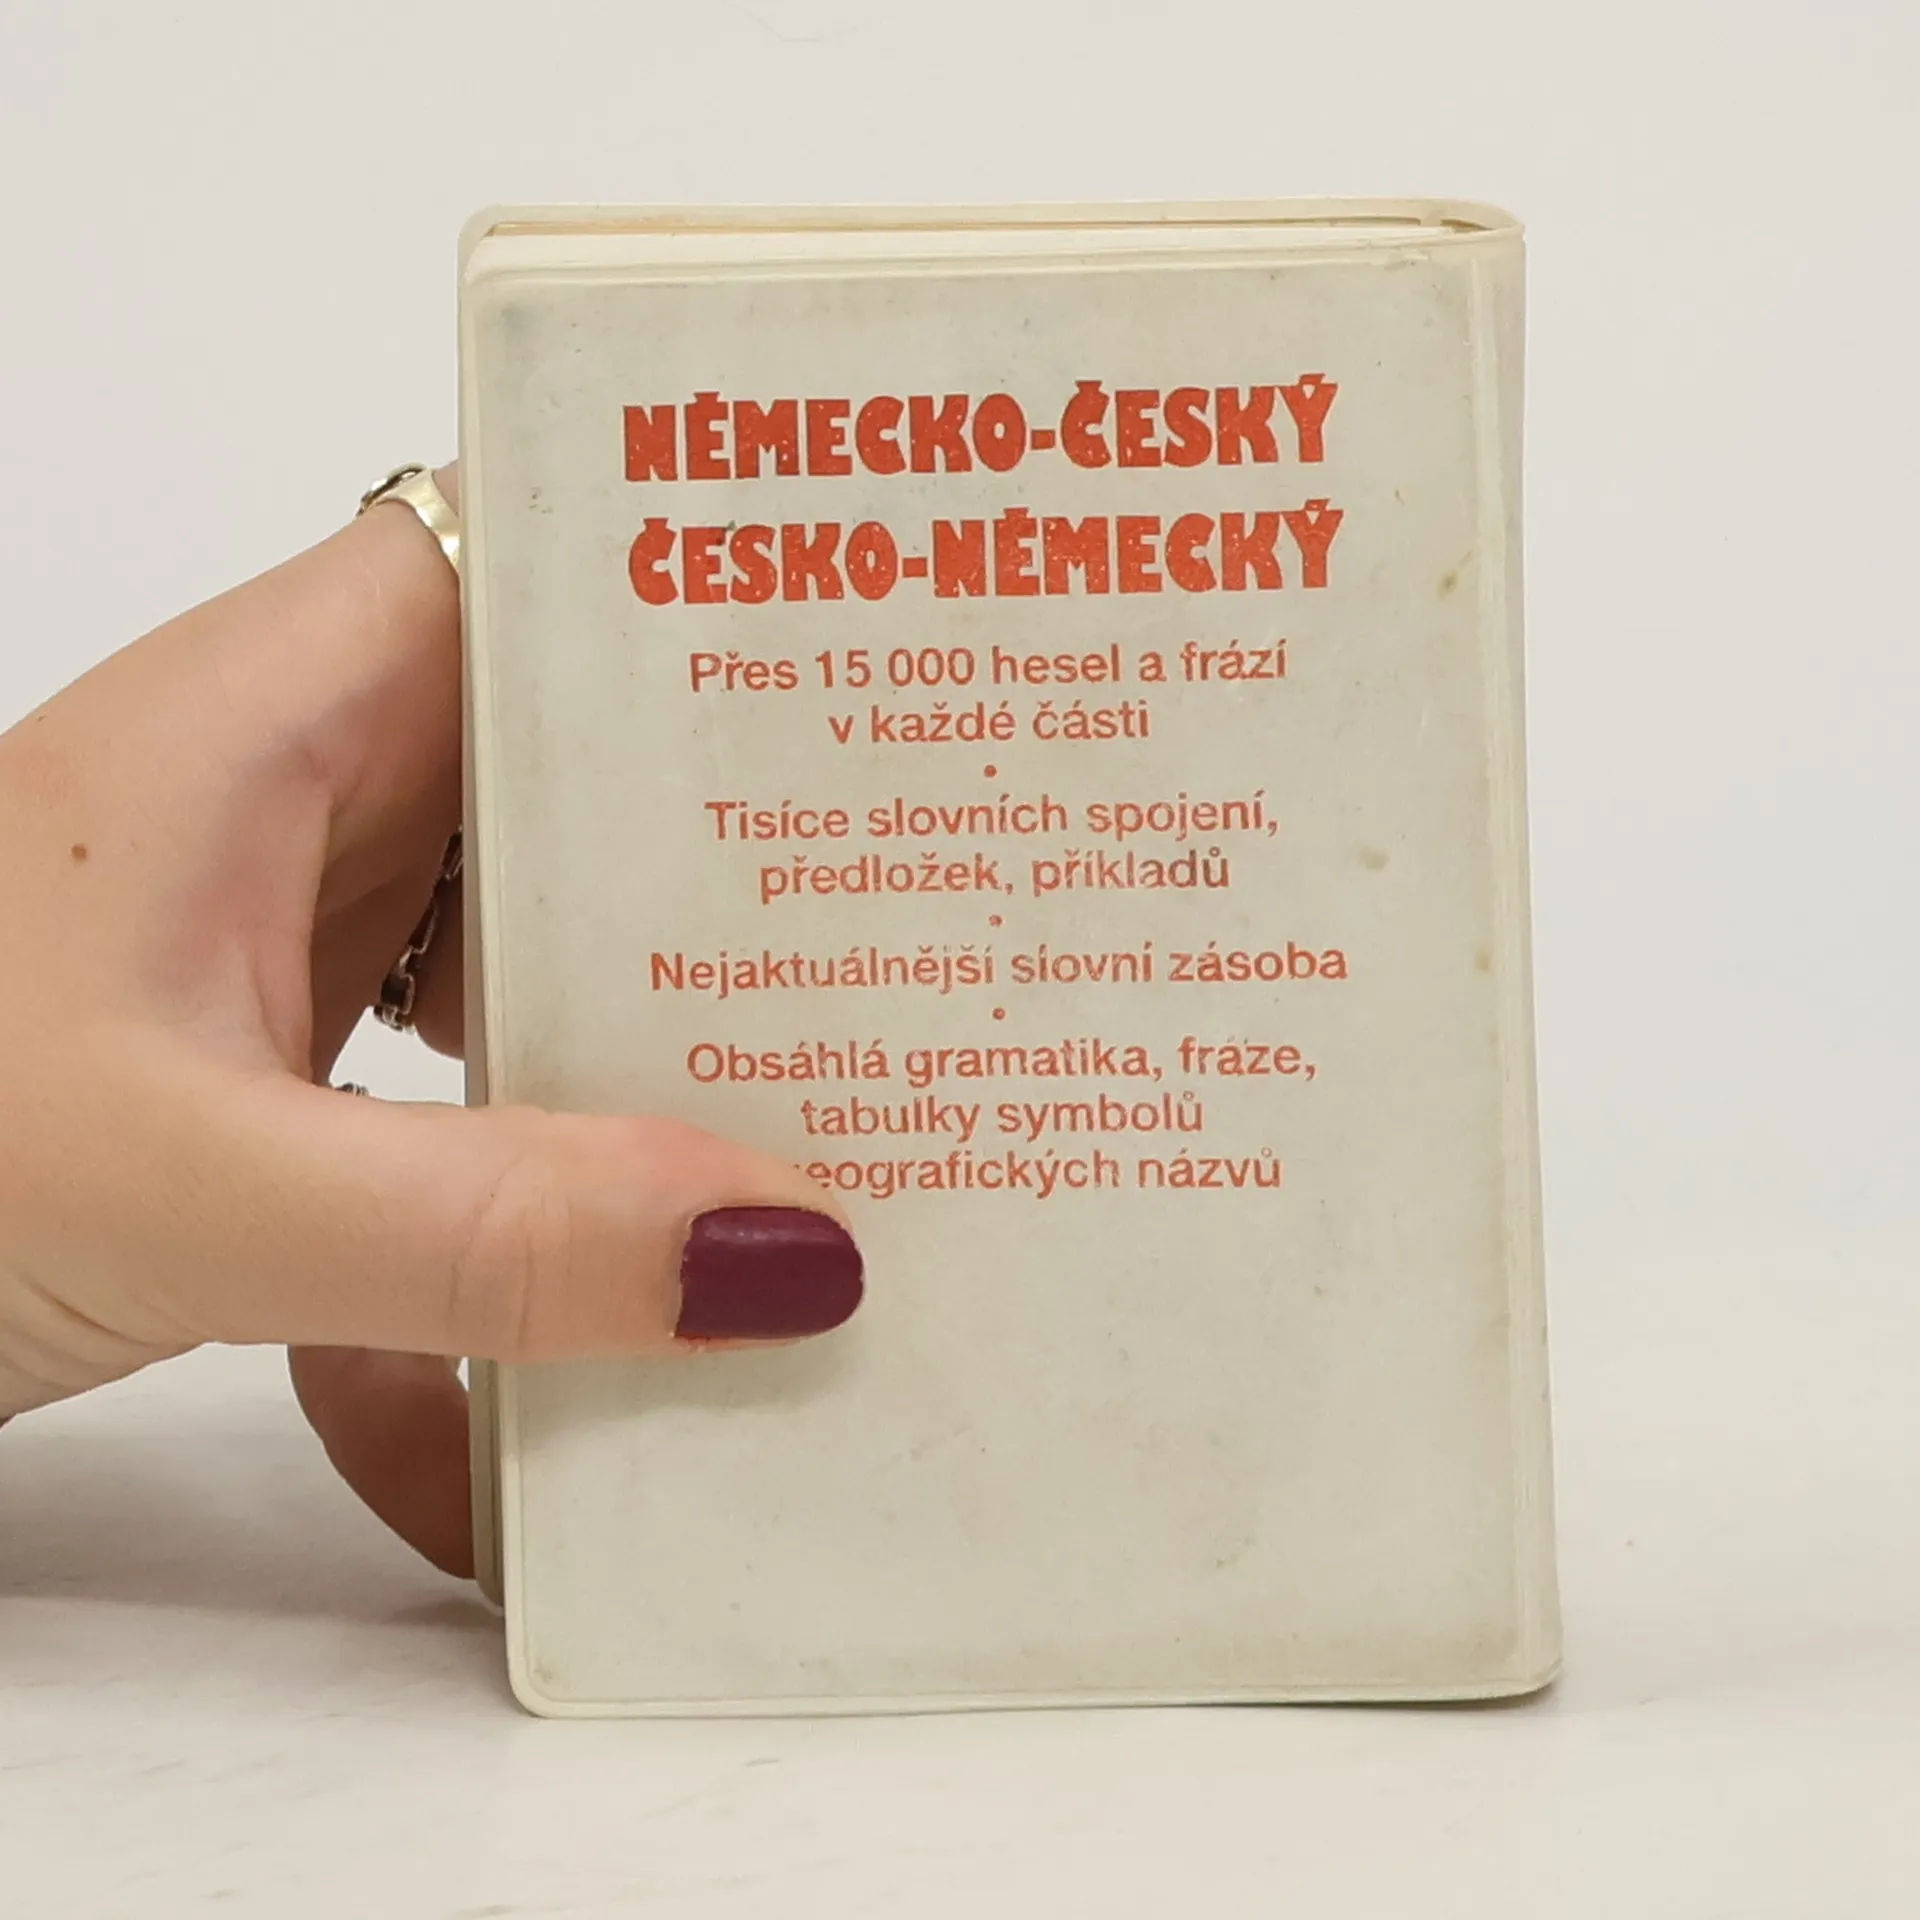 NĚMECKO-ČESKÝ
ČESKO-NĚMECKÝ
Přes 15 000 hesel a frází
v každé části
•
Tisíce slovních spojení,
předložek, příkladů
•
Nejaktuálnější slovní zásoba
•
Obsáhlá gramatika, fráze,
tabulky symbolů
názvů